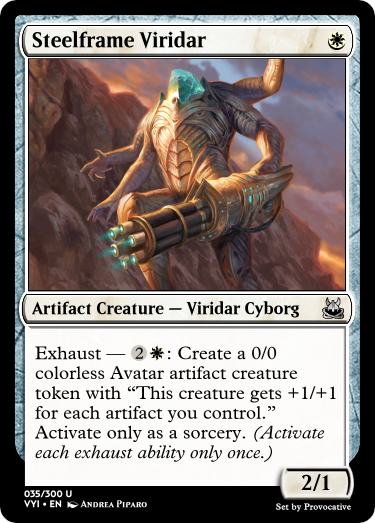 Steelframe Viridar
Artifact Creature — Viridar Cyborg
Exhaust — 2: Create a 0/0
colorless Avatar artifact creature
token with “This creature gets +1/+1
for each artifact you control.”
Activate only as a sorcery. (Activate
each exhaust ability only once.)
2/1
035/300 U
VYI • EN Andrea Piparo
Set by Provocative